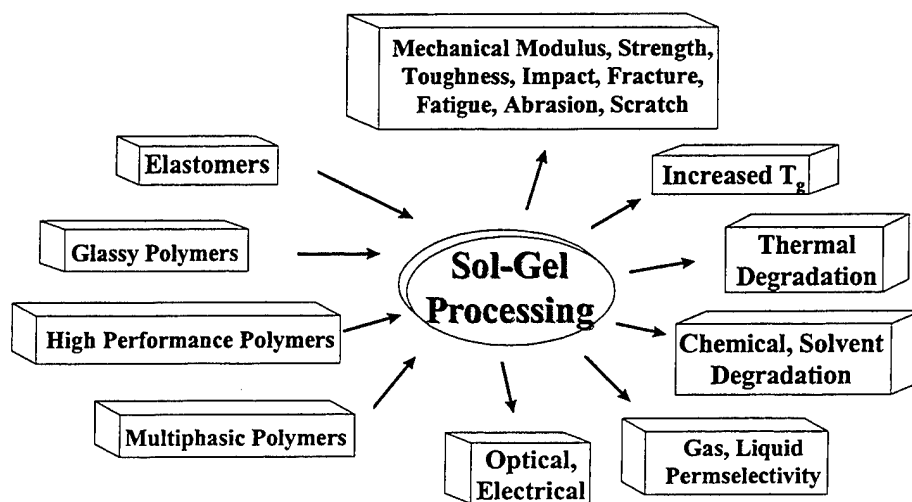 Mechanical Modulus, Strength,
Toughness, Impact, Fracture,
Fatigue, Abrasion, Scratch
Elastomers
Increased Tg
Glassy Polymers
Thermal
Degradation
Sol-Gel
Processing
High Performance Polymers
Chemical, Solvent
Degradation
Multiphasic Polymers
Optical,
Electrical
Gas, Liquid
Permselectivity